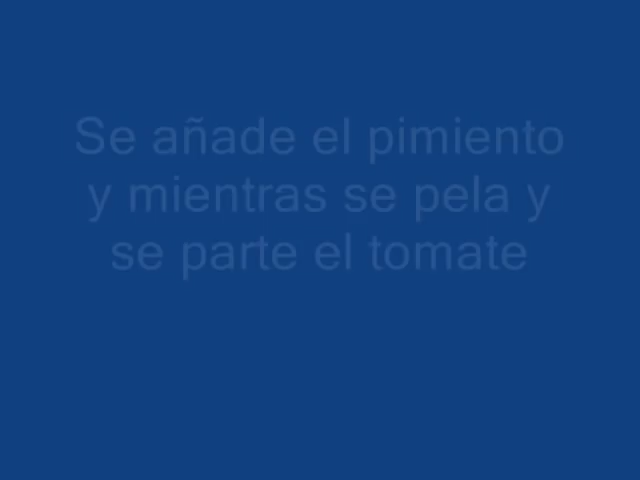 Se añade el pimiento
y mientras se pela y
se parte el tomate